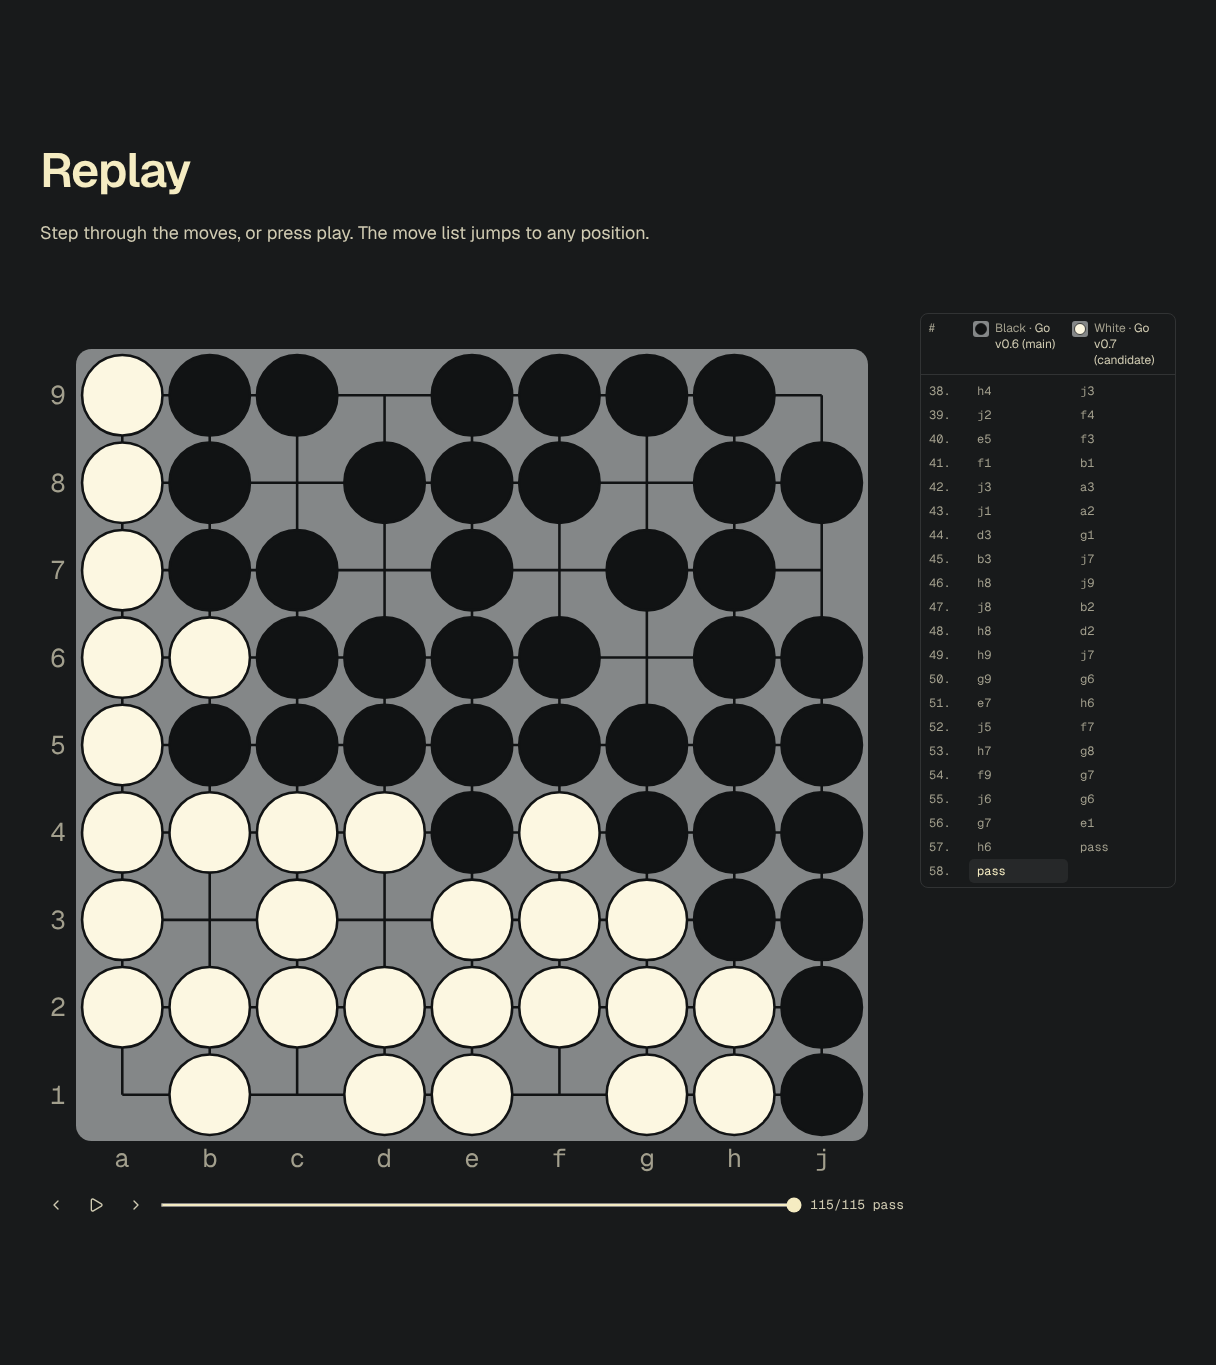 Replay
Step through the moves, or press play. The move list jumps to any position.
# Black · Go v0.6 (main) White · Go v0.7 (candidate)
38. h4 j3
39. j2 f4
40. e5 f3
41. f1 b1
42. j3 a3
43. j1 a2
44. d3 g1
45. b3 j7
46. h8 j9
47. j8 b2
48. h8 d2
49. h9 j7
50. g9 g6
51. e7 h6
52. j5 f7
53. h7 g8
54. f9 g7
55. j6 g6
56. g7 e1
57. h6 pass
58. pass
9
8
7
6
5
4
3
2
1
a b c d e f g h j
115/115 pass